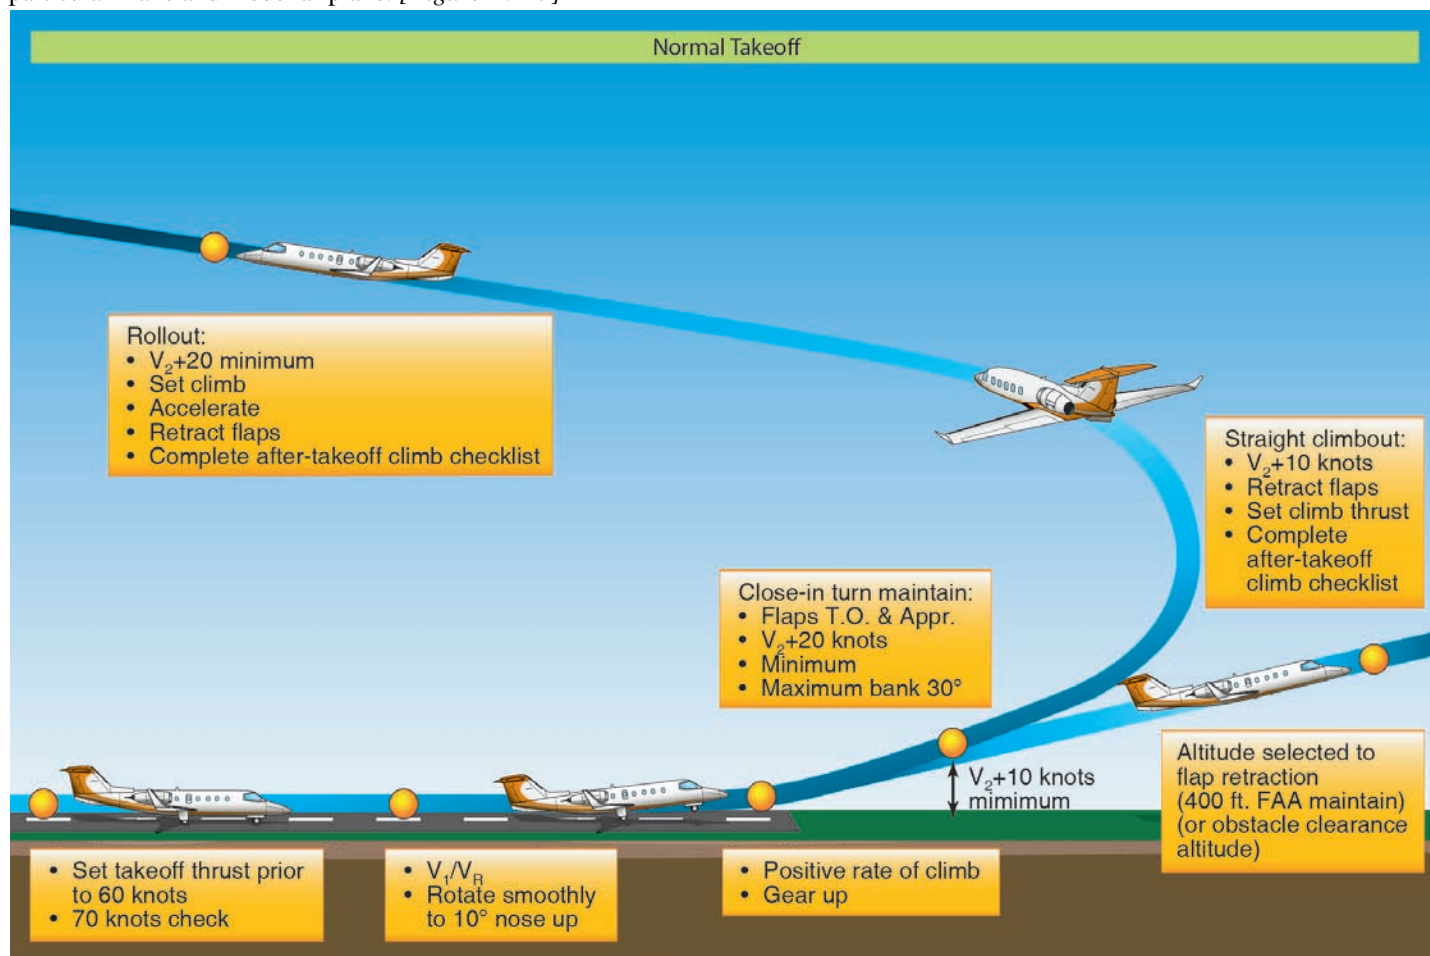 Normal Takeoff
Rollout:
• V₂+20 minimum
• Set climb
• Accelerate
• Retract flaps
• Complete after-takeoff climb checklist
Straight climbout:
• V₂+10 knots
• Retract flaps
• Set climb thrust
• Complete
after-takeoff
climb checklist
Close-in turn maintain:
• Flaps T.O. & Appr.
• V₂+20 knots
• Minimum
• Maximum bank 30°
V₂+10 knots
mimimum
Altitude selected to
flap retraction
(400 ft. FAA maintain)
(or obstacle clearance
altitude)
• Set takeoff thrust prior
to 60 knots
• 70 knots check
• V₁/VR
• Rotate smoothly
to 10° nose up
• Positive rate of climb
• Gear up